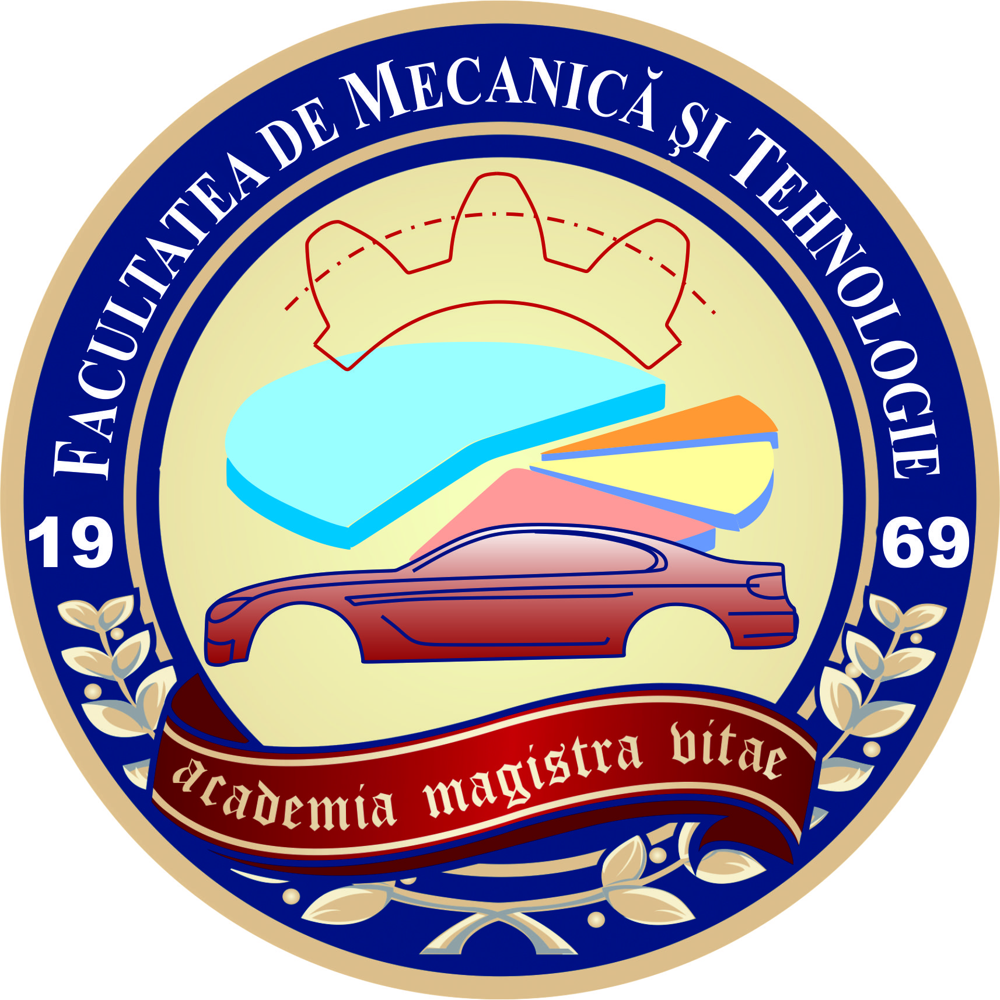 FACULTATEA DE MECANICĂ ŞI TEHNOLOGIE
19 69
Academia magistra vitae